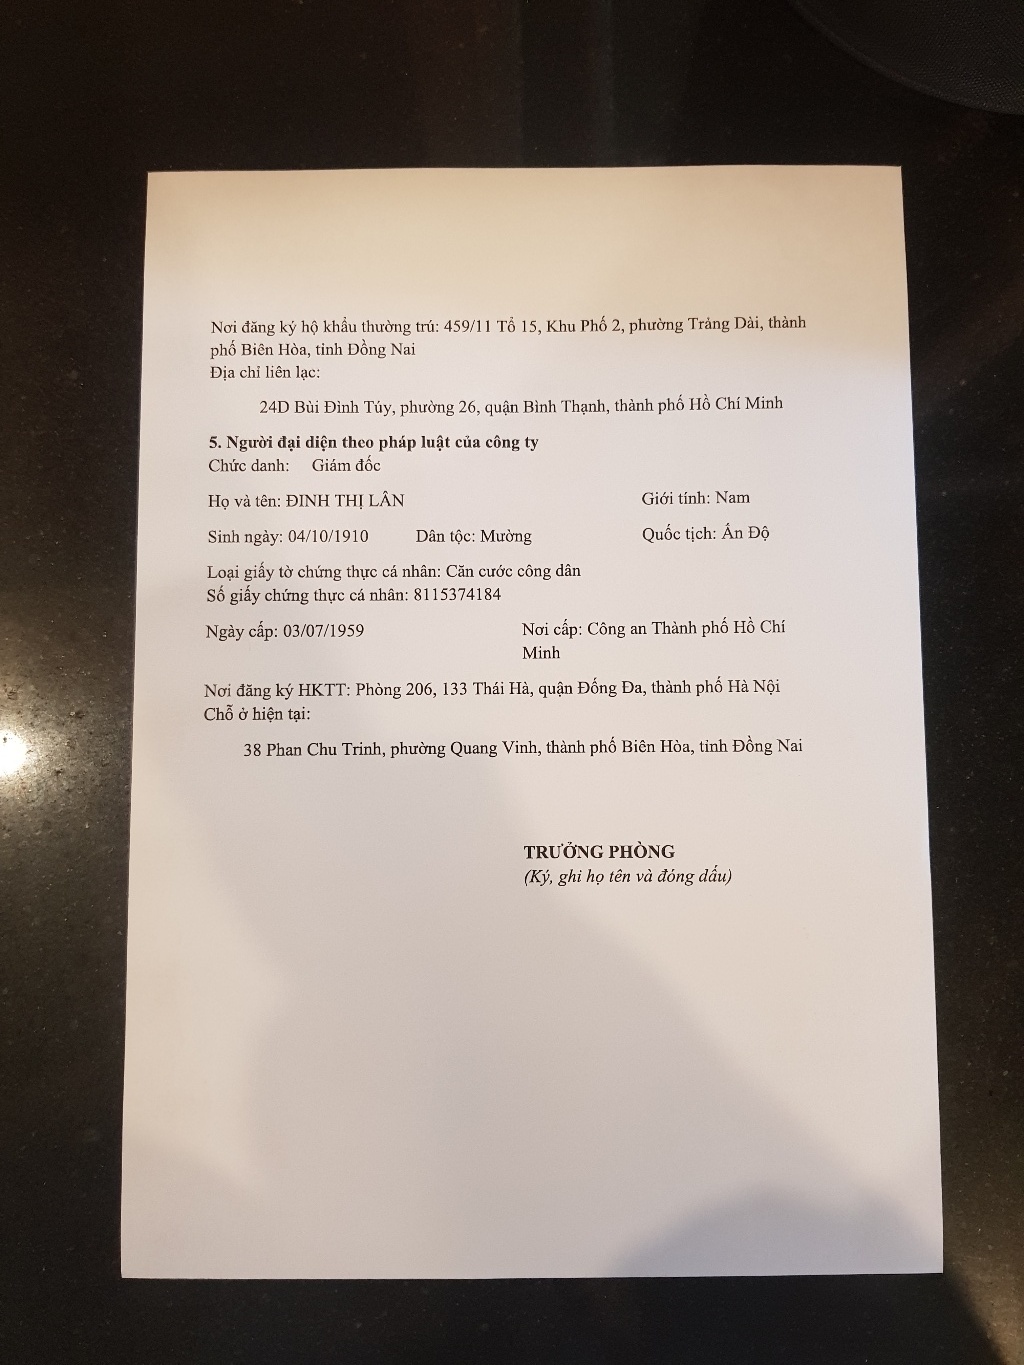 Nơi đăng ký hộ khẩu thường trú: 459/11 Tổ 15, Khu Phố 2, phường Trảng Dài, thành
phố Biên Hòa, tỉnh Đồng Nai
Địa chỉ liên lạc:
24D Bùi Đình Túy, phường 26, quận Bình Thạnh, thành phố Hồ Chí Minh
5. Người đại diện theo pháp luật của công ty
Chức danh: Giám đốc
Họ và tên: ĐINH THỊ LÂN Giới tính: Nam
Sinh ngày: 04/10/1910 Dân tộc: Mường Quốc tịch: Ấn Độ
Loại giấy tờ chứng thực cá nhân: Căn cước công dân
Số giấy chứng thực cá nhân: 8115374184
Ngày cấp: 03/07/1959 Nơi cấp: Công an Thành phố Hồ Chí
Minh
Nơi đăng ký HKTT: Phòng 206, 133 Thái Hà, quận Đống Đa, thành phố Hà Nội
Chỗ ở hiện tại:
38 Phan Chu Trinh, phường Quang Vinh, thành phố Biên Hòa, tỉnh Đồng Nai
TRƯỞNG PHÒNG
(Ký, ghi họ tên và đóng dấu)